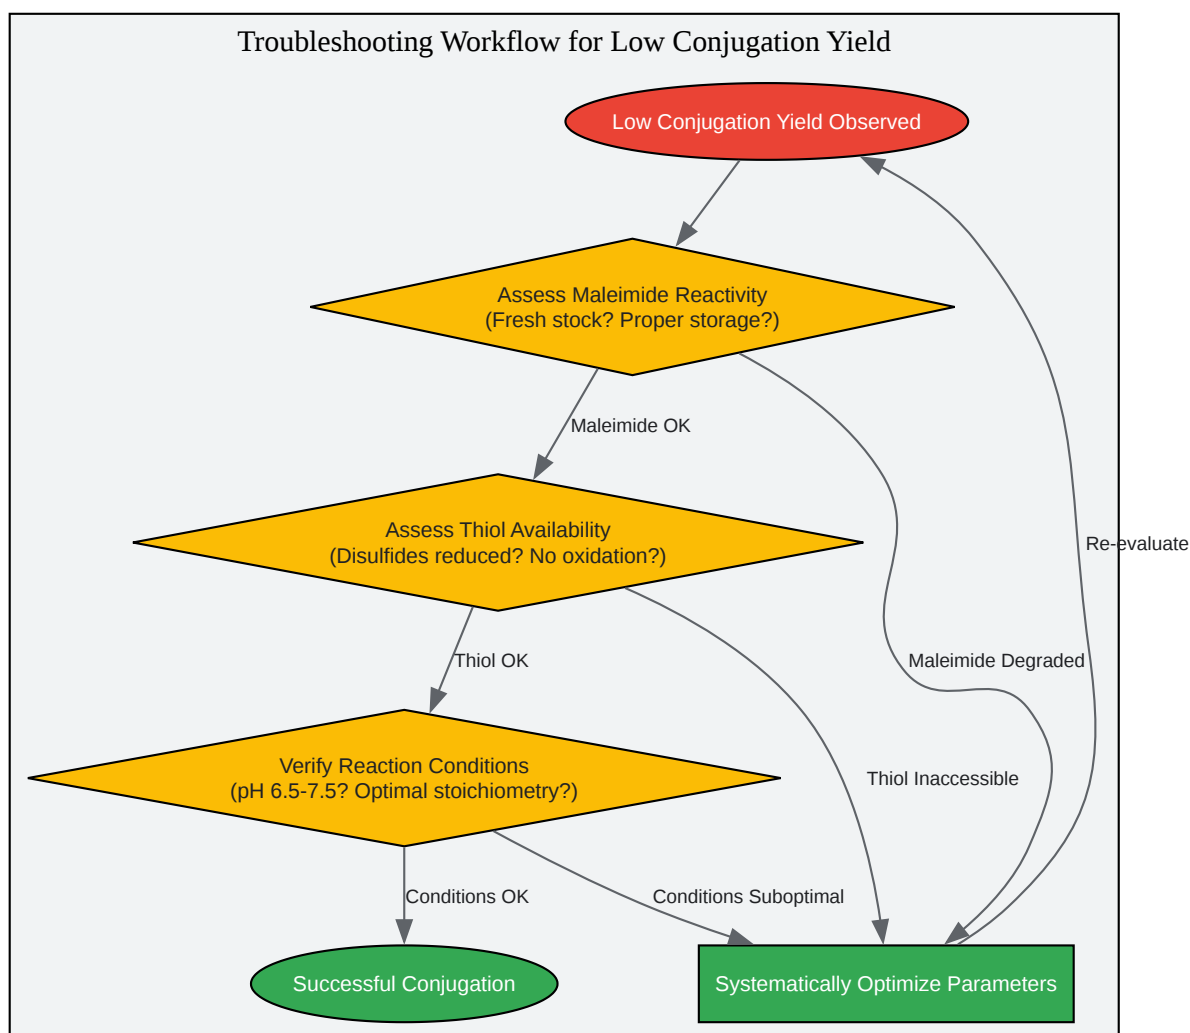 Troubleshooting Workflow for Low Conjugation Yield
Low Conjugation Yield Observed
Assess Maleimide Reactivity
(Fresh stock? Proper storage?)
Maleimide OK
Assess Thiol Availability
(Disulfides reduced? No oxidation?)
Re-evaluate
Thiol OK
Maleimide Degraded
Verify Reaction Conditions
(pH 6.5-7.5? Optimal stoichiometry?)
Thiol Inaccessible
Conditions OK
Conditions Suboptimal
Successful Conjugation
Systematically Optimize Parameters